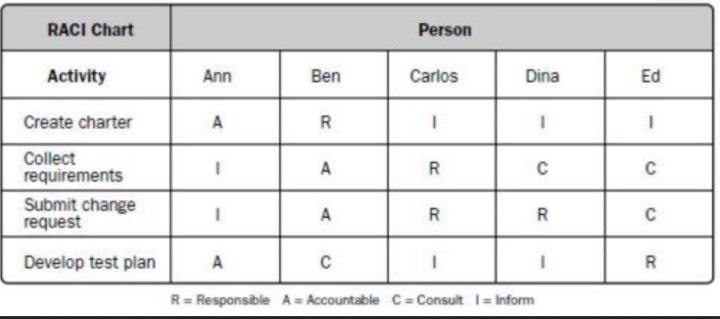 RACI Chart Person
Activity Ann Ben Carlos Dina Ed
Create charter A R I I I
Collect
requirements I A R C C
Submit change
request I A R R C
Develop test plan A C I I R
R = Responsible A = Accountable C = Consult I = Inform